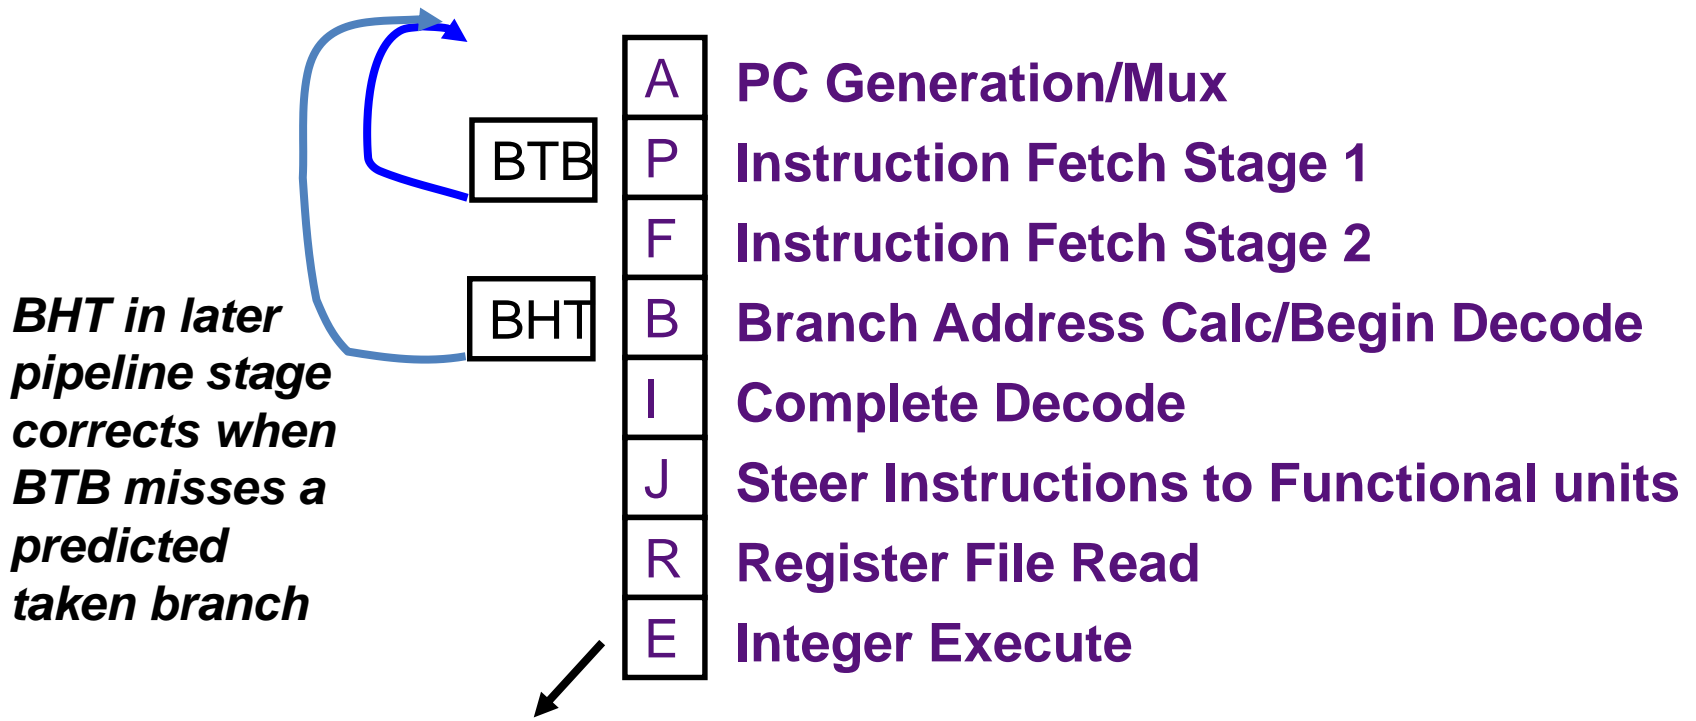 A PC Generation/Mux
BTB P Instruction Fetch Stage 1
F Instruction Fetch Stage 2
BHT B Branch Address Calc/Begin Decode
I Complete Decode
J Steer Instructions to Functional units
R Register File Read
E Integer Execute
BHT in later
pipeline stage
corrects when
BTB misses a
predicted
taken branch